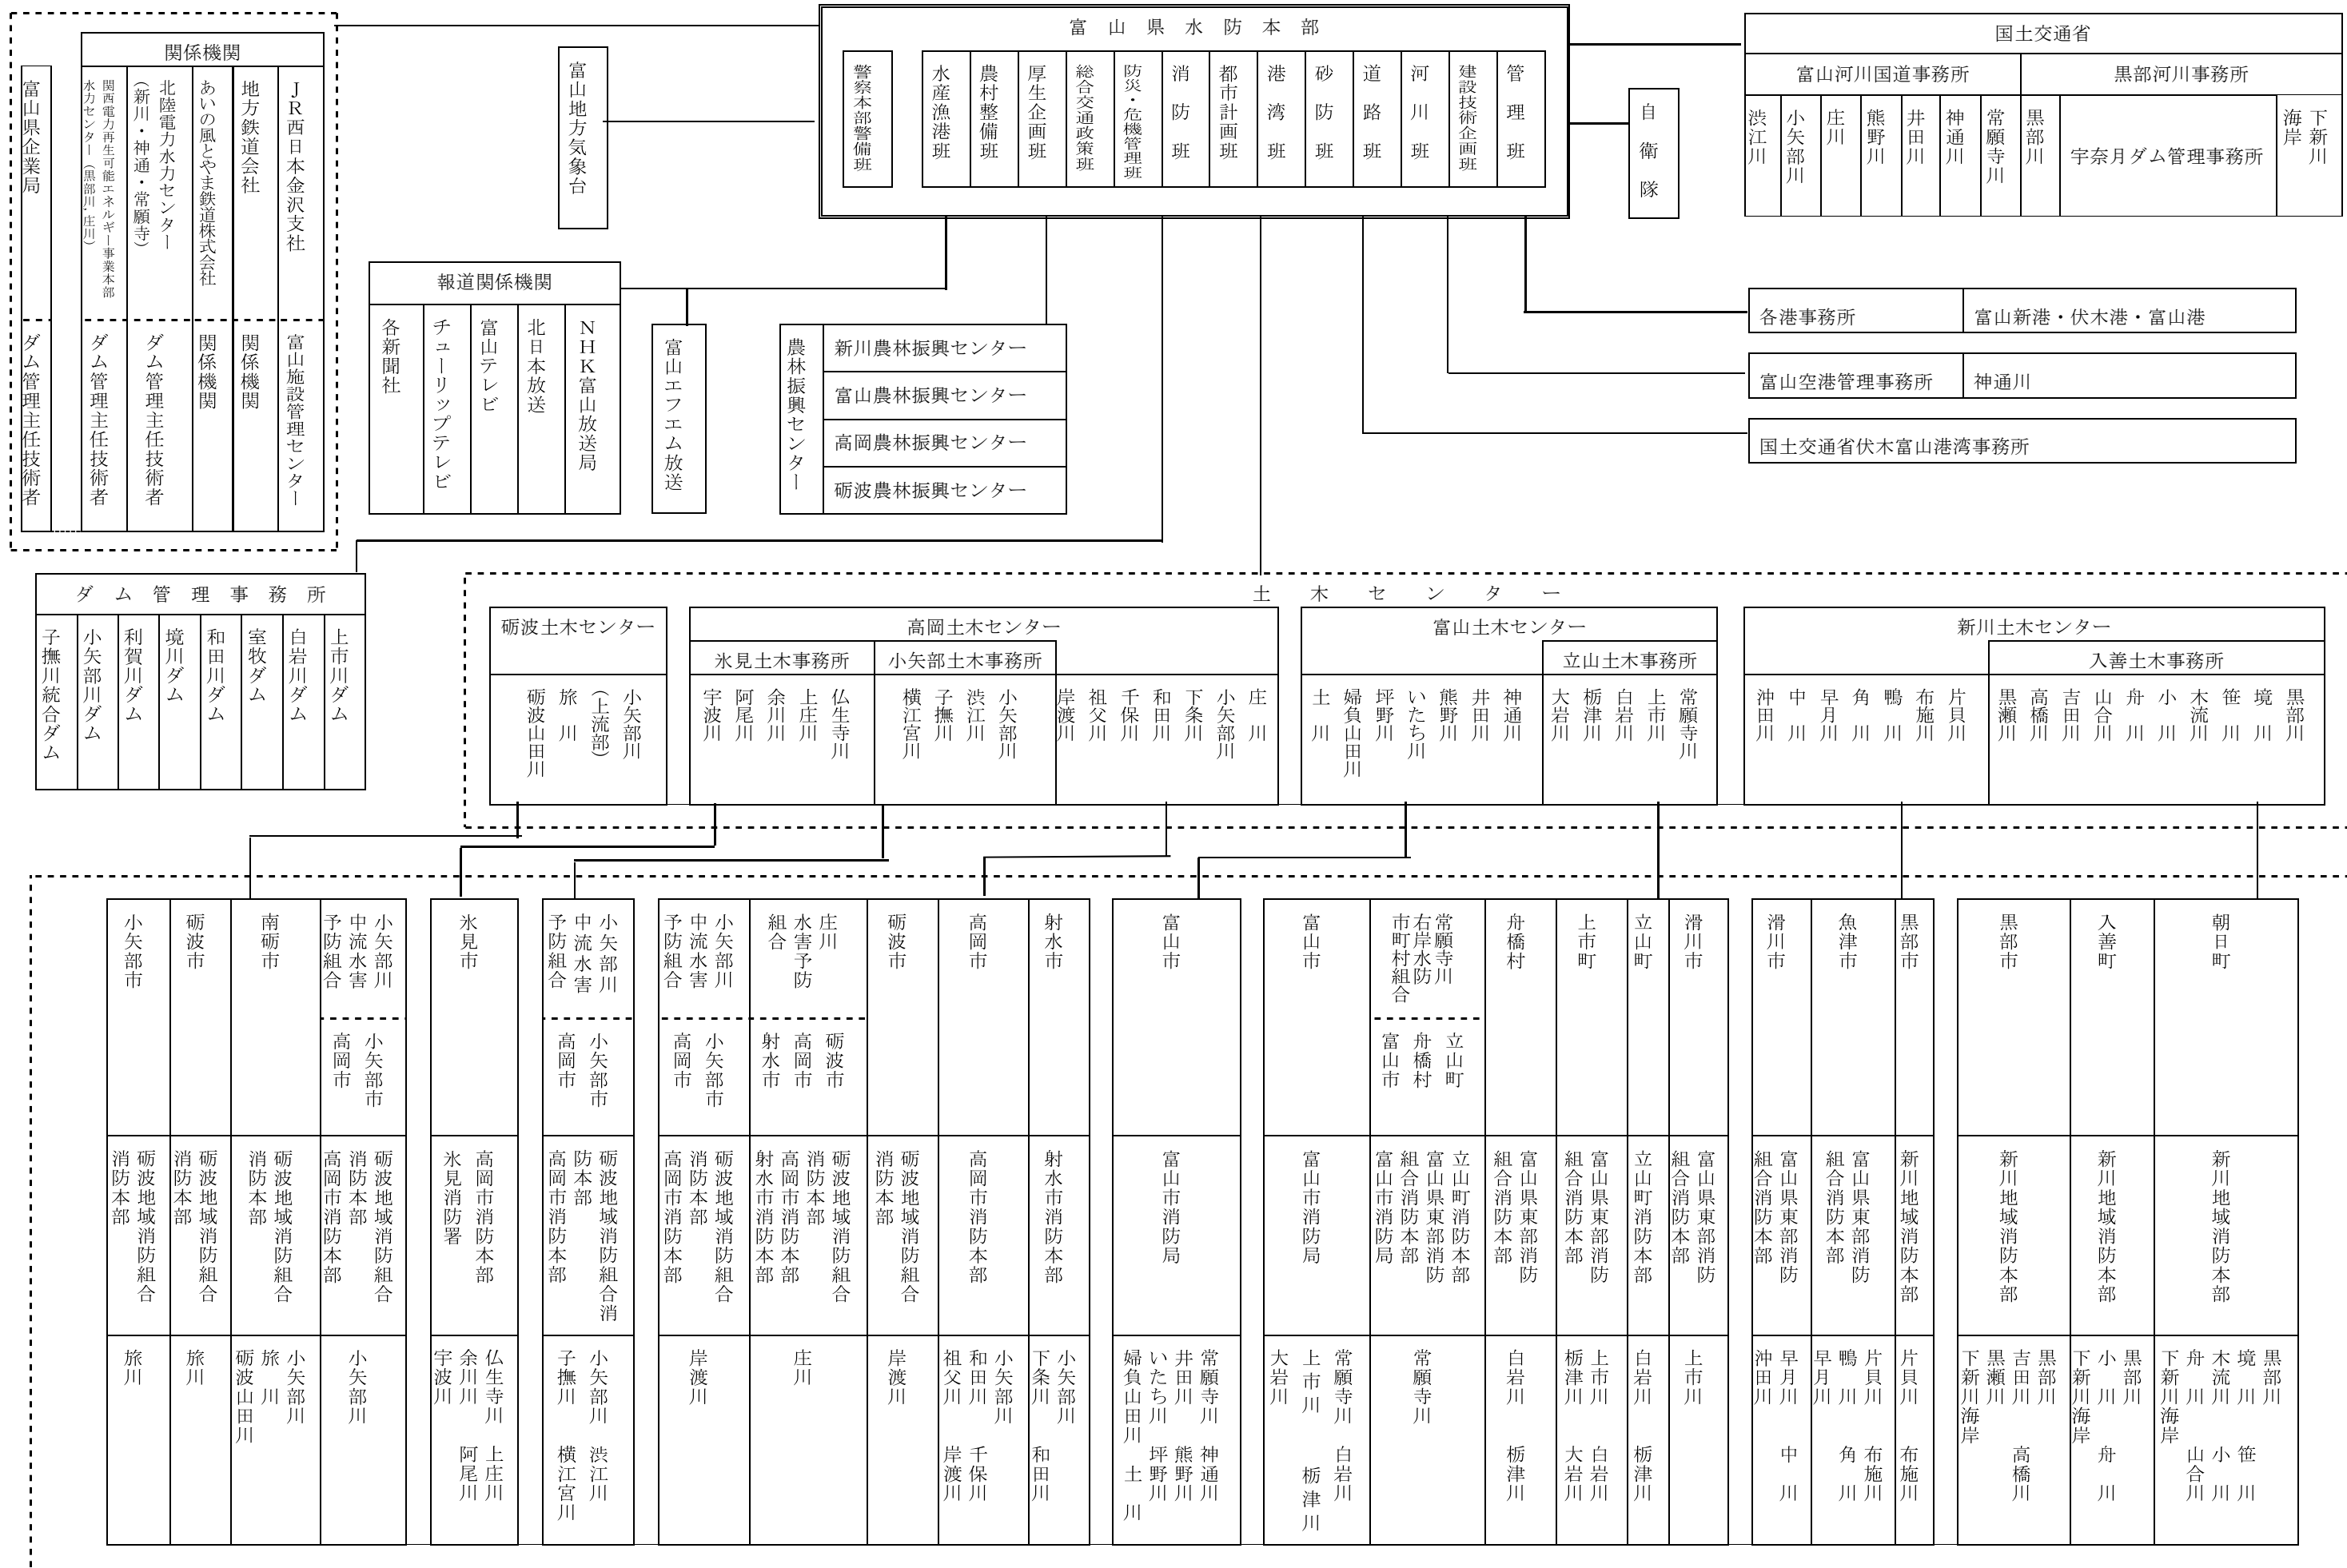 富山県水防本部
警察本部警備班
水産漁港班
農村整備班
厚生企画班
総合交通政策班
防災・危機管理班
消防班
都市計画班
港湾班
砂防班
道路班
河川班
建設技術企画班
管理班
関係機関
富山県企業局
関西電力再生可能エネルギー事業本部
水力センター（黒部川、庄川）
北陸電力水力センター
（新川・神通・常願寺）
あいの風とやま鉄道株式会社
地方鉄道会社
ＪＲ西日本金沢支社
ダム管理主任技術者
ダム管理主任技術者
ダム管理主任技術者
関係機関
関係機関
富山施設管理センター
富山地方気象台
自衛隊
国土交通省
富山河川国道事務所
黒部河川事務所
渋江川
小矢部川
庄川
熊野川
井田川
神通川
常願寺川
黒部川
宇奈月ダム管理事務所
下新川
海岸
報道関係機関
各新聞社
チューリップテレビ
富山テレビ
北日本放送
ＮＨＫ富山放送局
富山エフエム放送
農林振興センター
新川農林振興センター
富山農林振興センター
高岡農林振興センター
砺波農林振興センター
各港事務所
富山新港・伏木港・富山港
富山空港管理事務所
神通川
国土交通省伏木富山港湾事務所
ダム管理事務所
子撫川統合ダム
小矢部川ダム
利賀川ダム
境川ダム
和田川ダム
室牧ダム
白岩川ダム
上市川ダム
土木センター
砺波土木センター
小矢部川
（上流部）
旅川
砺波山田川
高岡土木センター
氷見土木事務所
宇波川
阿尾川
余川川
上庄川
仏生寺川
小矢部土木事務所
横江宮川
子撫川
渋江川
小矢部川
岸渡川
祖父川
千保川
和田川
下条川
小矢部川
庄川
富山土木センター
土川
婦負山田川
坪野川
いたち川
熊野川
井田川
神通川
立山土木事務所
大岩川
栃津川
白岩川
上市川
常願寺川
新川土木センター
沖田川
中川
早月川
角川
鴨川
布施川
片貝川
入善土木事務所
黒瀬川
高橋川
吉田川
山合川
舟川
小川
木流川
笹川
境川
黒部川
小矢部市
砺波地域消防組合
消防本部
旅川
砺波市
砺波地域消防組合
消防本部
旅川
南砺市
砺波地域消防組合
消防本部
小矢部川
旅川
砺波山田川
小矢部川
中流水害
予防組合
小矢部市
高岡市
砺波地域消防組合
消防本部
高岡市消防本部
小矢部川
氷見市
高岡市消防本部
氷見消防署
仏生寺川　上庄川
余川川　阿尾川
宇波川
小矢部川
中流水害
予防組合
小矢部市
高岡市
砺波地域消防組合消
防本部
高岡市消防本部
小矢部川　渋江川
子撫川　横江宮川
小矢部川
中流水害
予防組合
小矢部市
高岡市
砺波地域消防組合
消防本部
高岡市消防本部
岸渡川
庄川
水害予防
組合
砺波市
高岡市
射水市
砺波地域消防組合
消防本部
高岡市消防本部
射水市消防本部
庄川
砺波市
砺波地域消防組合
消防本部
岸渡川
高岡市
高岡市消防本部
小矢部川
和田川　千保川
祖父川　岸渡川
射水市
射水市消防本部
小矢部川
下条川　和田川
富山市
富山市消防局
常願寺川　神通川
井田川　熊野川
いたち川　坪野川
婦負山田川　土川
富山市
富山市消防局
常願寺川　白岩川
上市川　栃津川
大岩川
常願寺川
右岸水防
市町村組合
立山町
舟橋村
富山市
立山町消防本部
富山県東部消防
組合消防本部
富山市消防局
常願寺川
舟橋村
富山県東部消防
組合消防本部
白岩川　栃津川
上市町
富山県東部消防
組合消防本部
上市川　白岩川
栃津川　大岩川
立山町
立山町消防本部
白岩川　栃津川
滑川市
富山県東部消防
組合消防本部
上市川
滑川市
富山県東部消防
組合消防本部
早月川　中川
沖田川
魚津市
富山県東部消防
組合消防本部
片貝川　布施川
鴨川　角川
早月川
黒部市
新川地域消防本部
片貝川　布施川
黒部市
新川地域消防本部
黒部川
吉田川　高橋川
黒瀬川
下新川海岸
入善町
新川地域消防本部
黒部川
小川　舟川
下新川海岸
朝日町
新川地域消防本部
黒部川
境川　笹川
木流川　小川
舟川　山合川
下新川海岸